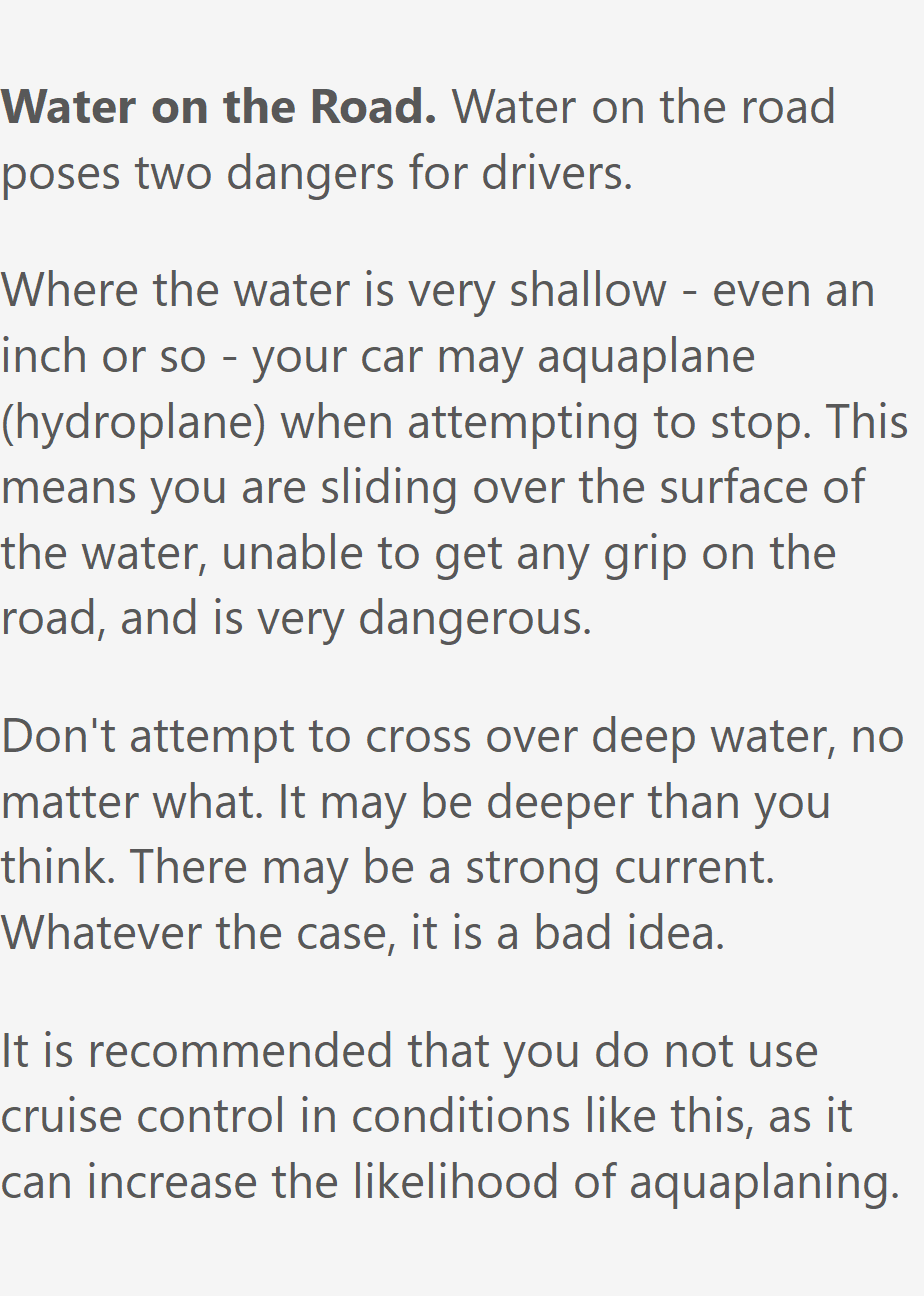 Water on the Road. Water on the road
poses two dangers for drivers.
Where the water is very shallow - even an
inch or so - your car may aquaplane
(hydroplane) when attempting to stop. This
means you are sliding over the surface of
the water, unable to get any grip on the
road, and is very dangerous.
Don't attempt to cross over deep water, no
matter what. It may be deeper than you
think. There may be a strong current.
Whatever the case, it is a bad idea.
It is recommended that you do not use
cruise control in conditions like this, as it
can increase the likelihood of aquaplaning.